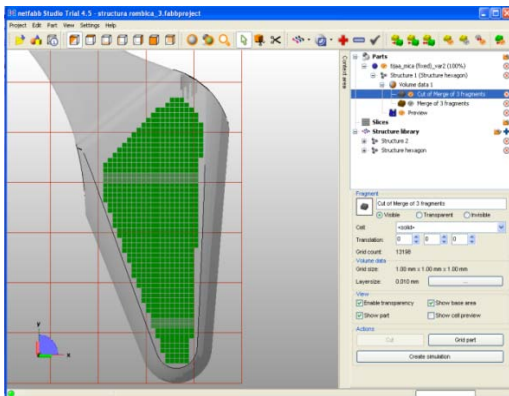 netfabb Studio Trial 4.5 - structura rombica_3.fabbproject
Project Edit Part View Settings Help
Context area
Parts
tijaa_mica (fixed)_var2 (100%)
Structure 1 (Structure hexagon)
Volume data 1
Cut of Merge of 3 fragments
Merge of 3 fragments
Preview
Slices
Structure library
Structure 2
Structure hexagon
Fragment
Cut of Merge of 3 fragments
Visible Transparent Invisible
Cell: <solid>
Translation: 0 0 0
Grid count: 13198
Volume data
Grid size: 1.00 mm x 1.00 mm x 1.00 mm
Layersize: 0.010 mm ...
View
Enable transparency Show base area
Show part Show cell preview
Actions
Cut Grid part
Create simulation
y
x